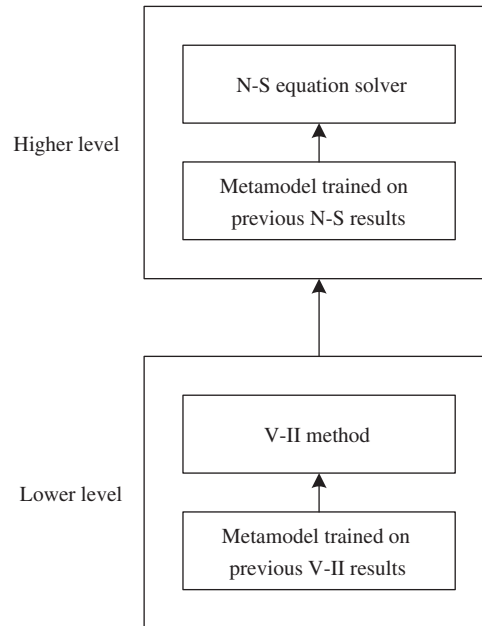 N-S equation solver
Higher level
Metamodel trained on
previous N-S results
V-II method
Lower level
Metamodel trained on
previous V-II results